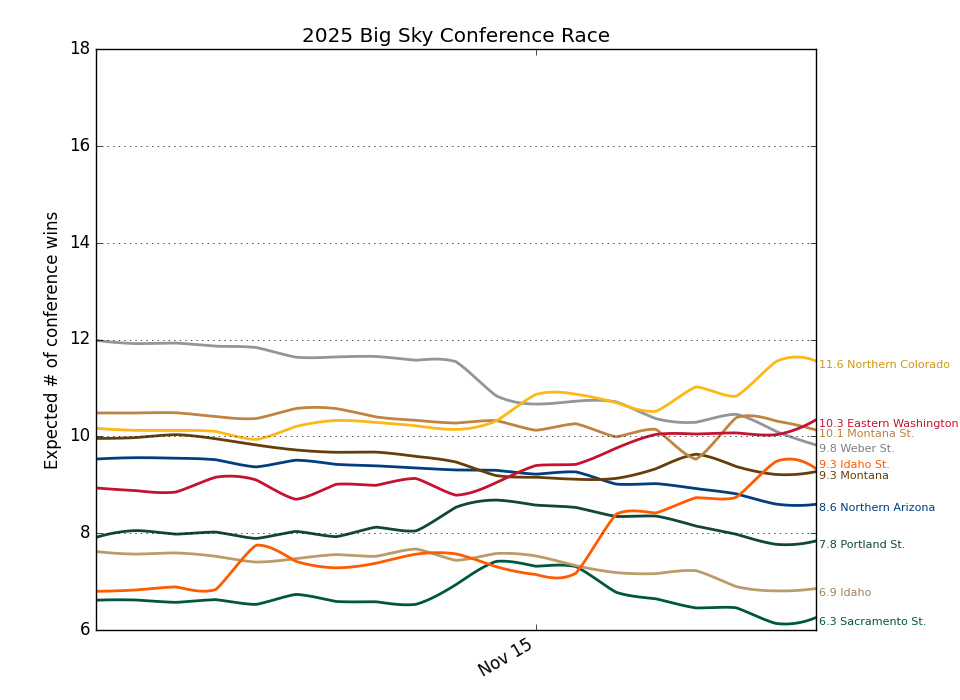 2025 Big Sky Conference Race
Expected # of conference wins
18
16
14
12
10
8
6
Nov 15
11.6 Northern Colorado
10.3 Eastern Washington
10.1 Montana St.
9.8 Weber St.
9.3 Idaho St.
9.3 Montana
8.6 Northern Arizona
7.8 Portland St.
6.9 Idaho
6.3 Sacramento St.